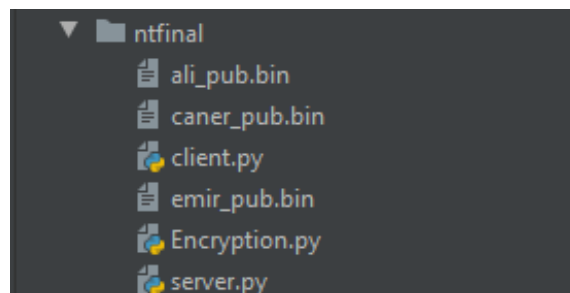 ntfinal
ali_pub.bin
caner_pub.bin
client.py
emir_pub.bin
Encryption.py
server.py